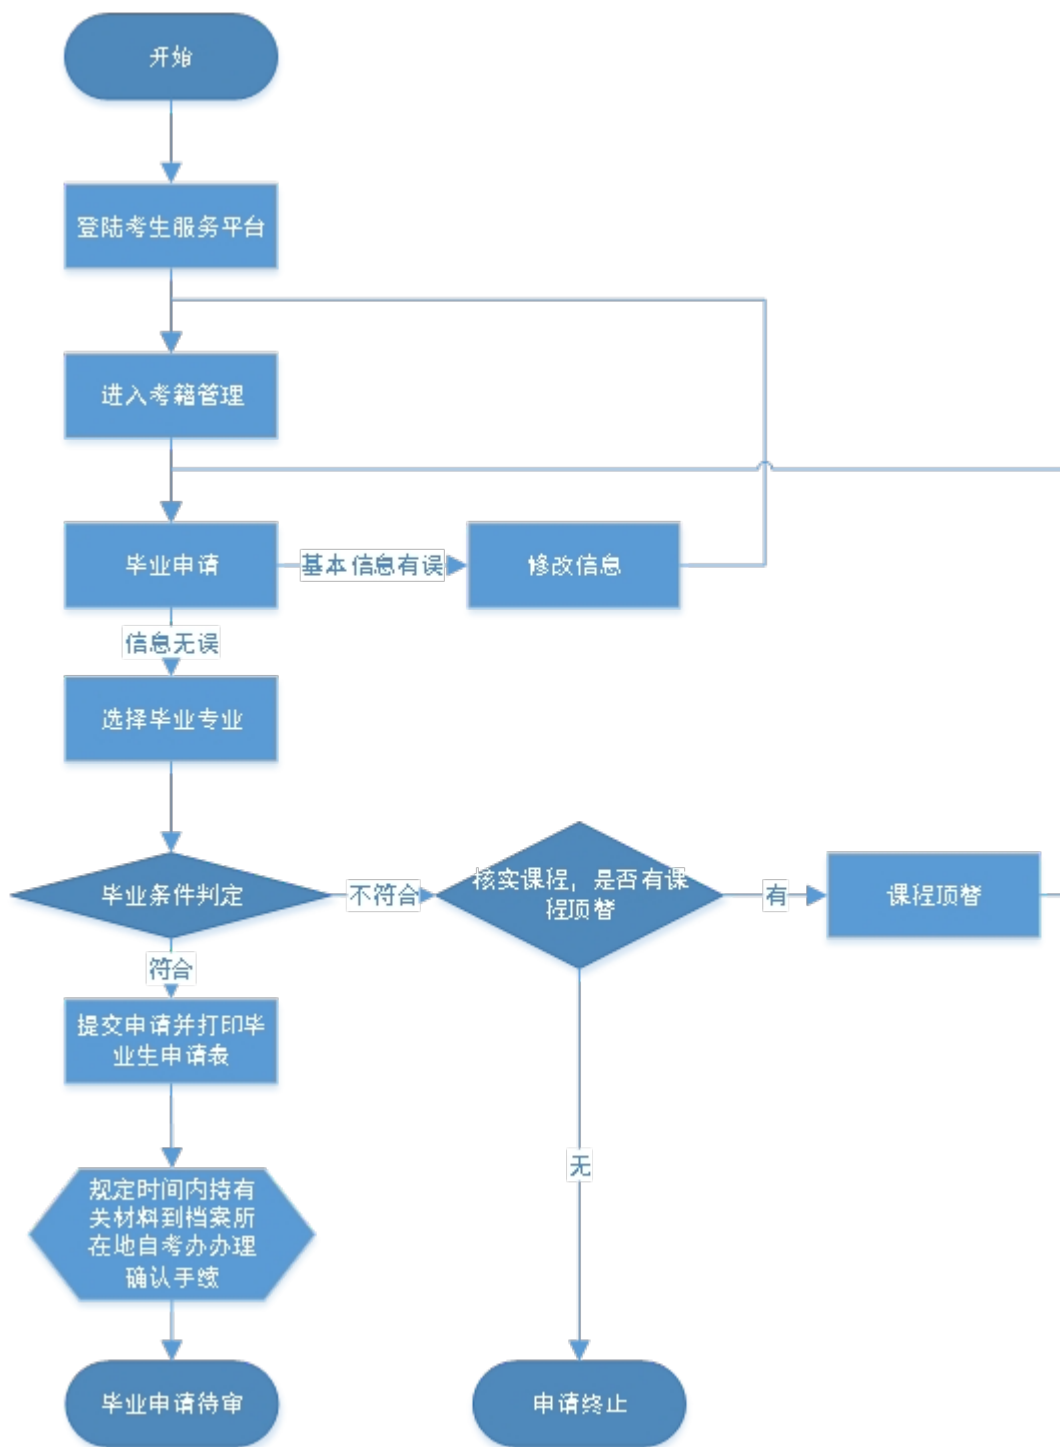 开始
登陆考生服务平台
进入考籍管理
毕业申请
基本信息有误
修改信息
信息无误
选择毕业专业
毕业条件判定
不符合
核实课程，是否有课
程顶替
有
课程顶替
符合
提交申请并打印毕
业生申请表
无
规定时间内持有
关材料到档案所
在地自考办办理
确认手续
毕业申请待审
申请终止